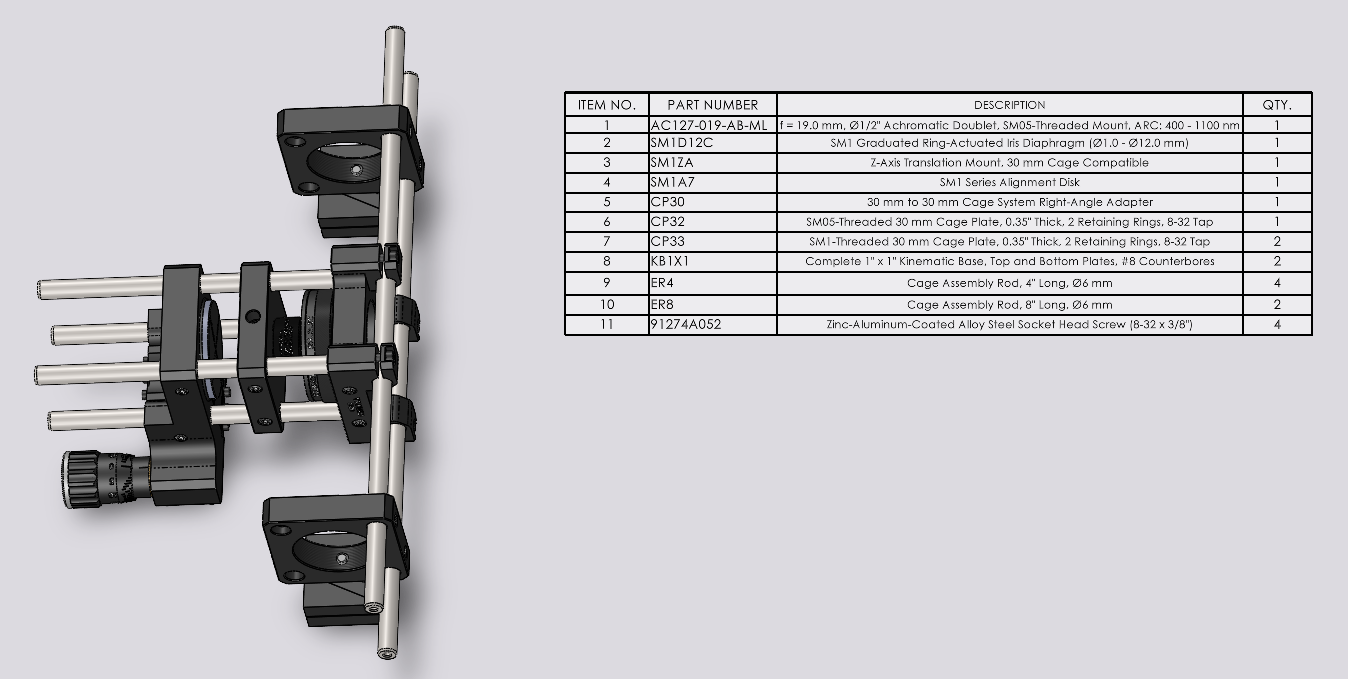 ITEM NO. PART NUMBER DESCRIPTION QTY.
1 AC127-019-AB-ML f = 19.0 mm, Ø1/2" Achromatic Doublet, SM05-Threaded Mount, ARC: 400 - 1100 nm 1
2 SM1D12C SM1 Graduated Ring-Actuated Iris Diaphragm (Ø1.0 - Ø12.0 mm) 1
3 SM1ZA Z-Axis Translation Mount, 30 mm Cage Compatible 1
4 SM1A7 SM1 Series Alignment Disk 1
5 CP30 30 mm to 30 mm Cage System Right-Angle Adapter 1
6 CP32 SM05-Threaded 30 mm Cage Plate, 0.35" Thick, 2 Retaining Rings, 8-32 Tap 1
7 CP33 SM1-Threaded 30 mm Cage Plate, 0.35" Thick, 2 Retaining Rings, 8-32 Tap 2
8 KB1X1 Complete 1" x 1" Kinematic Base, Top and Bottom Plates, #8 Counterbores 2
9 ER4 Cage Assembly Rod, 4" Long, Ø6 mm 4
10 ER8 Cage Assembly Rod, 8" Long, Ø6 mm 2
11 91274A052 Zinc-Aluminum-Coated Alloy Steel Socket Head Screw (8-32 x 3/8") 4